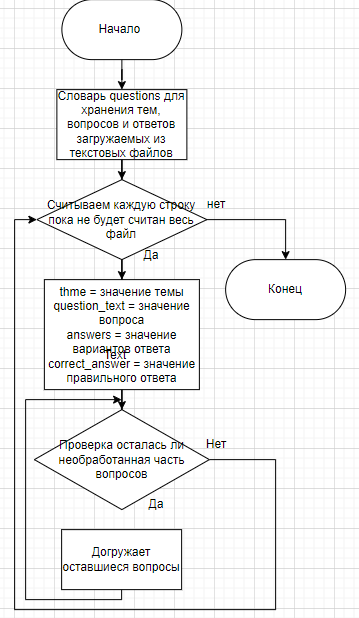 Начало
Словарь questions для
хранения тем,
вопросов и ответов
загружаемых из
текстовых файлов
Считываем каждую строку
пока не будет считан весь
файл
нет
Да
Конец
thme = значение темы
question_text = значение
вопроса
answers = значение
вариантов ответа
Text
correct_answer = значение
правильного ответа
Проверка осталась ли
необработанная часть
вопросов
Нет
Да
Догружает
оставшиеся вопросы